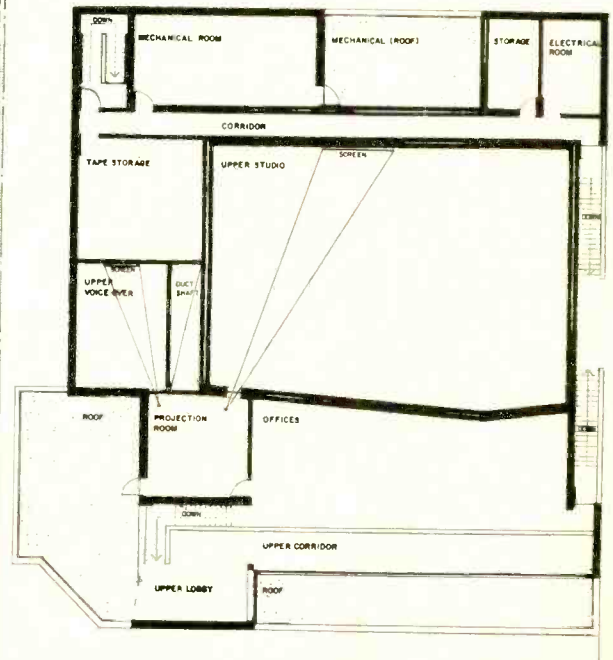 DOWN
MECHANICAL ROOM
MECHANICAL (ROOF)
STORAGE
ELECTRICAL
ROOM
CORRIDOR
TAPE STORAGE
UPPER STUDIO
SCREEN
DOWN
SCREEN
UPPER
VOICE OVER
DUCT
SHAFT
ROOF
PROJECTION
ROOM
OFFICES
DOWN
DOWN
UPPER CORRIDOR
UPPER LOBBY
ROOF